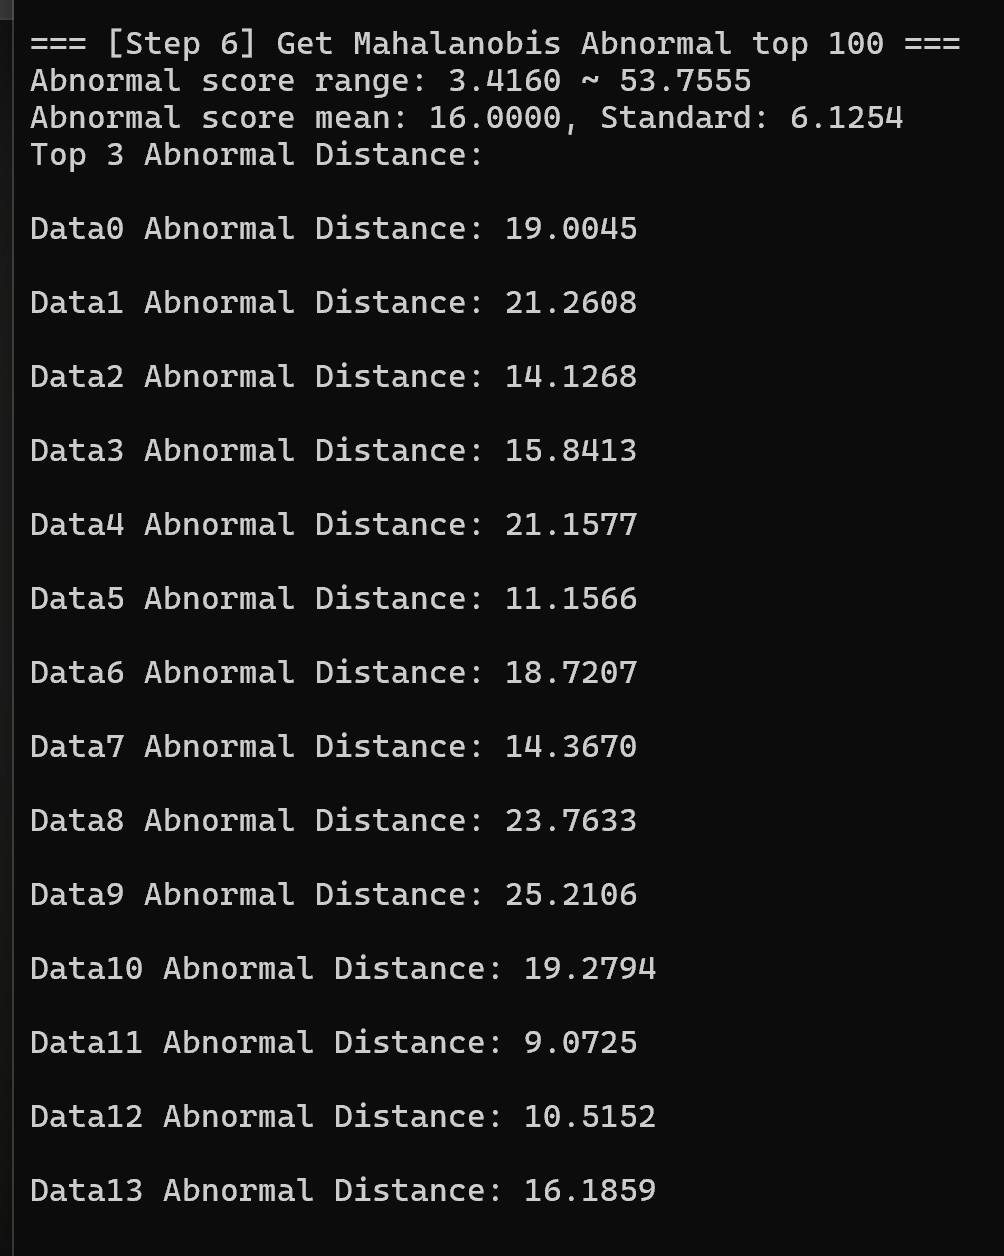 === [Step 6] Get Mahalanobis Abnormal top 100 ===
Abnormal score range: 3.4160 ~ 53.7555
Abnormal score mean: 16.0000, Standard: 6.1254
Top 3 Abnormal Distance:
Data0 Abnormal Distance: 19.0045
Data1 Abnormal Distance: 21.2608
Data2 Abnormal Distance: 14.1268
Data3 Abnormal Distance: 15.8413
Data4 Abnormal Distance: 21.1577
Data5 Abnormal Distance: 11.1566
Data6 Abnormal Distance: 18.7207
Data7 Abnormal Distance: 14.3670
Data8 Abnormal Distance: 23.7633
Data9 Abnormal Distance: 25.2106
Data10 Abnormal Distance: 19.2794
Data11 Abnormal Distance: 9.0725
Data12 Abnormal Distance: 10.5152
Data13 Abnormal Distance: 16.1859